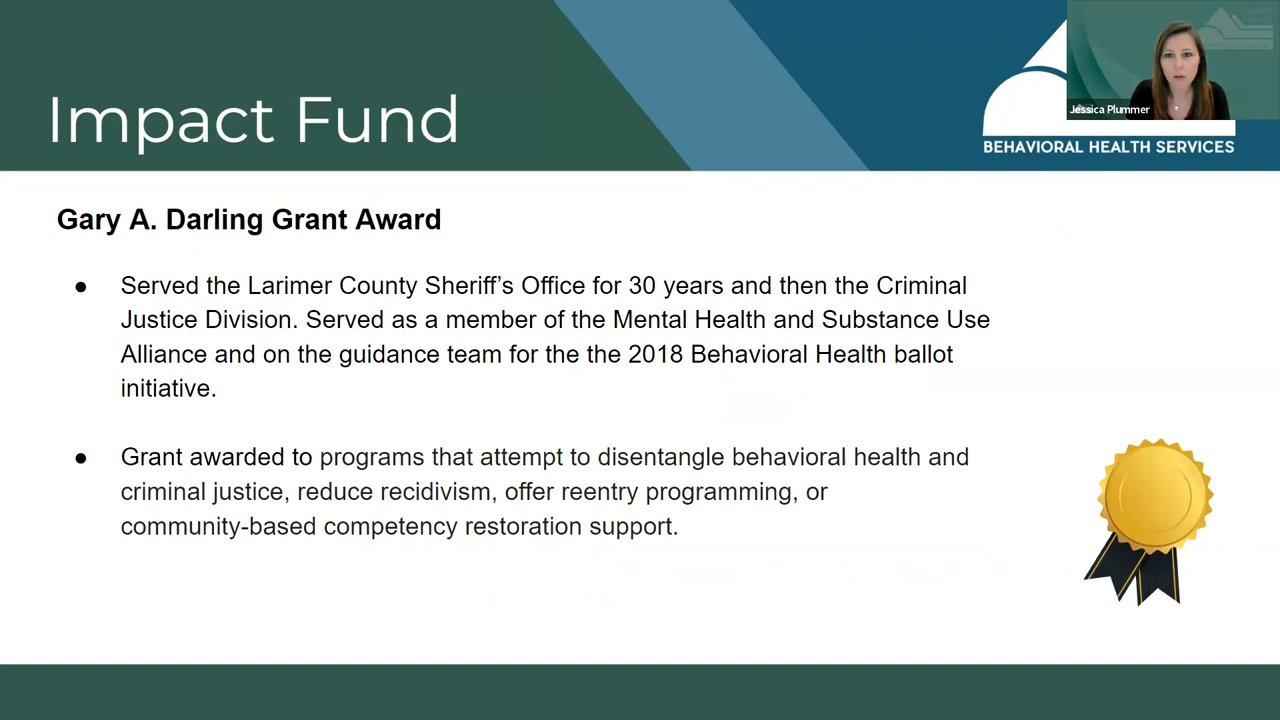 Impact Fund
Jessica Plummer
BEHAVIORAL HEALTH SERVICES
Gary A. Darling Grant Award
● Served the Larimer County Sheriff's Office for 30 years and then the Criminal
Justice Division. Served as a member of the Mental Health and Substance Use
Alliance and on the guidance team for the the 2018 Behavioral Health ballot
initiative.
● Grant awarded to programs that attempt to disentangle behavioral health and
criminal justice, reduce recidivism, offer reentry programming, or
community-based competency restoration support.